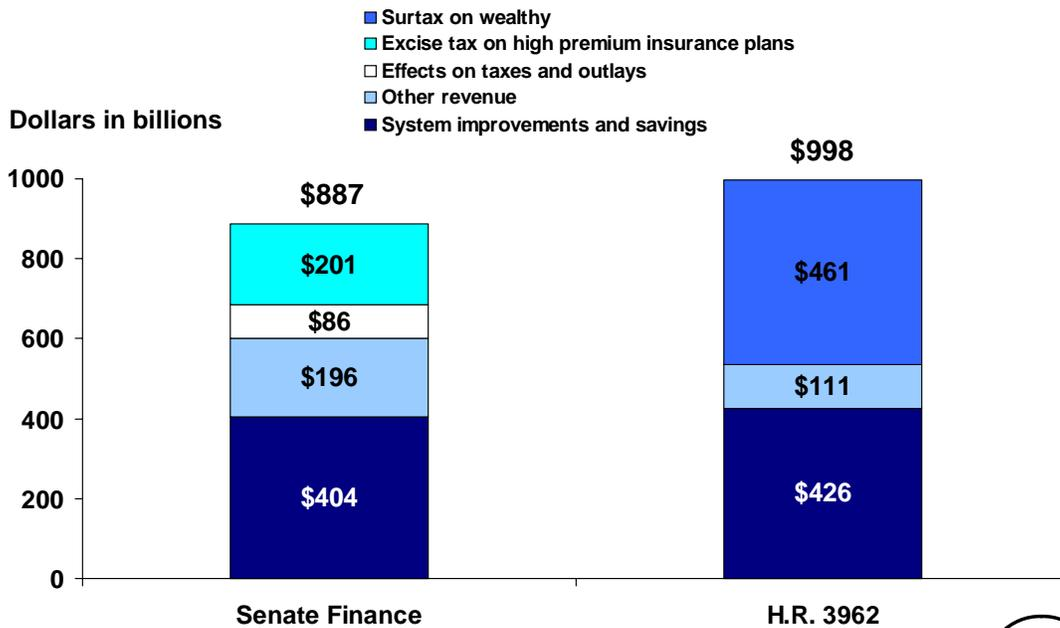 Surtax on wealthy
Excise tax on high premium insurance plans
Effects on taxes and outlays
Other revenue
System improvements and savings
Dollars in billions
$998
1000
$887
800
$201
$461
600
$86
$196
$111
400
$404
$426
200
0
Senate Finance
H.R. 3962